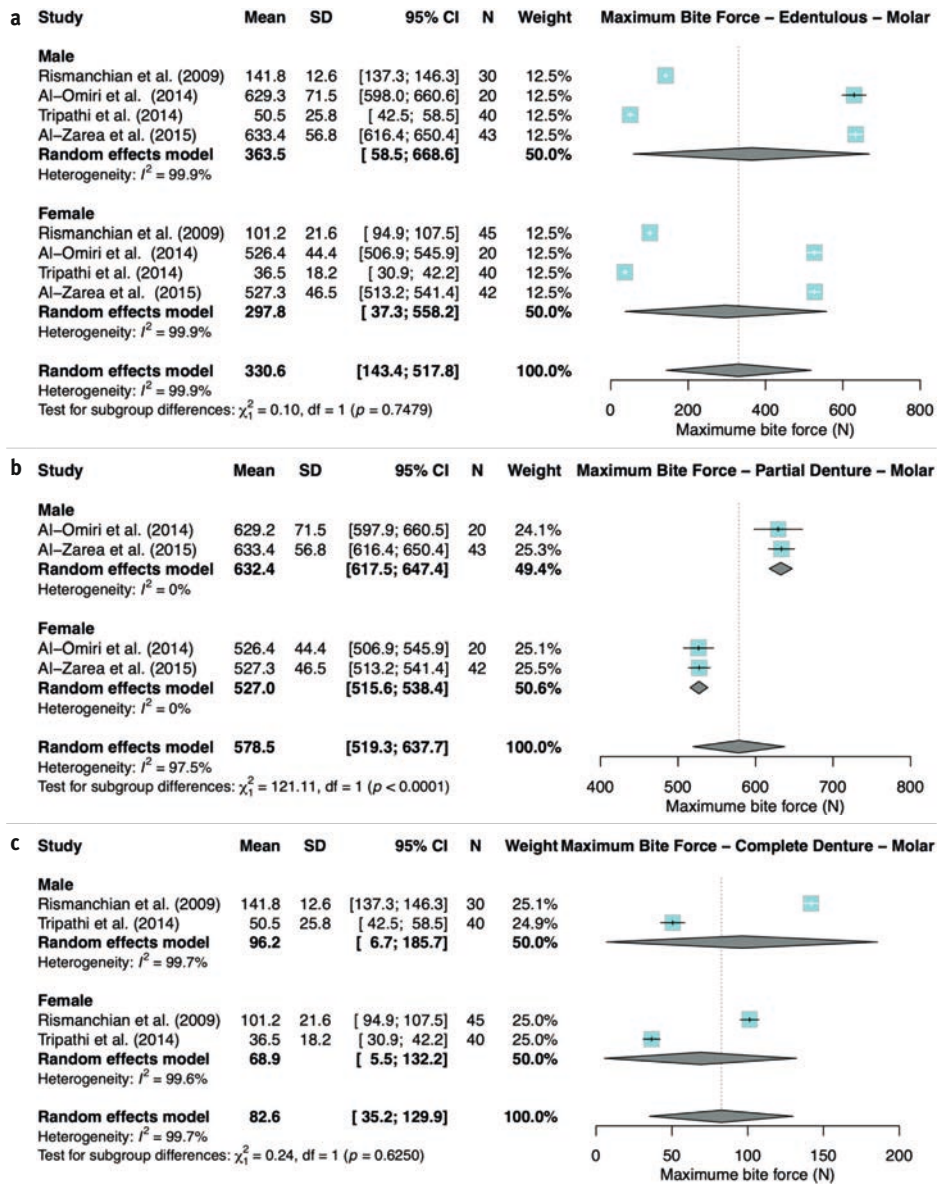 a Study Mean SD 95% CI N Weight Maximum Bite Force – Edentulous – Molar
Male
Rismanchian et al. (2009) 141.8 12.6 [137.3; 146.3] 30 12.5%
Al–Omiri et al. (2014) 629.3 71.5 [598.0; 660.6] 20 12.5%
Tripathi et al. (2014) 50.5 25.8 [ 42.5; 58.5] 40 12.5%
Al–Zarea et al. (2015) 633.4 56.8 [616.4; 650.4] 43 12.5%
Random effects model 363.5 [ 58.5; 668.6] 50.0%
Heterogeneity: I² = 99.9%
Female
Rismanchian et al. (2009) 101.2 21.6 [ 94.9; 107.5] 45 12.5%
Al–Omiri et al. (2014) 526.4 44.4 [506.9; 545.9] 20 12.5%
Tripathi et al. (2014) 36.5 18.2 [ 30.9; 42.2] 40 12.5%
Al–Zarea et al. (2015) 527.3 46.5 [513.2; 541.4] 42 12.5%
Random effects model 297.8 [ 37.3; 558.2] 50.0%
Heterogeneity: I² = 99.9%
Random effects model 330.6 [143.4; 517.8] 100.0%
Heterogeneity: I² = 99.9%
Test for subgroup differences: χ²₁ = 0.10, df = 1 (p = 0.7479)
0 200 400 600 800
Maximume bite force (N)
b Study Mean SD 95% CI N Weight Maximum Bite Force – Partial Denture – Molar
Male
Al–Omiri et al. (2014) 629.2 71.5 [597.9; 660.5] 20 24.1%
Al–Zarea et al. (2015) 633.4 56.8 [616.4; 650.4] 43 25.3%
Random effects model 632.4 [617.5; 647.4] 49.4%
Heterogeneity: I² = 0%
Female
Al–Omiri et al. (2014) 526.4 44.4 [506.9; 545.9] 20 25.1%
Al–Zarea et al. (2015) 527.3 46.5 [513.2; 541.4] 42 25.5%
Random effects model 527.0 [515.6; 538.4] 50.6%
Heterogeneity: I² = 0%
Random effects model 578.5 [519.3; 637.7] 100.0%
Heterogeneity: I² = 97.5%
Test for subgroup differences: χ²₁ = 121.11, df = 1 (p < 0.0001)
400 500 600 700 800
Maximume bite force (N)
c Study Mean SD 95% CI N Weight Maximum Bite Force – Complete Denture – Molar
Male
Rismanchian et al. (2009) 141.8 12.6 [137.3; 146.3] 30 25.1%
Tripathi et al. (2014) 50.5 25.8 [ 42.5; 58.5] 40 24.9%
Random effects model 96.2 [ 6.7; 185.7] 50.0%
Heterogeneity: I² = 99.7%
Female
Rismanchian et al. (2009) 101.2 21.6 [ 94.9; 107.5] 45 25.0%
Tripathi et al. (2014) 36.5 18.2 [ 30.9; 42.2] 40 25.0%
Random effects model 68.9 [ 5.5; 132.2] 50.0%
Heterogeneity: I² = 99.6%
Random effects model 82.6 [ 35.2; 129.9] 100.0%
Heterogeneity: I² = 99.7%
Test for subgroup differences: χ²₁ = 0.24, df = 1 (p = 0.6250)
0 50 100 150 200
Maximume bite force (N)